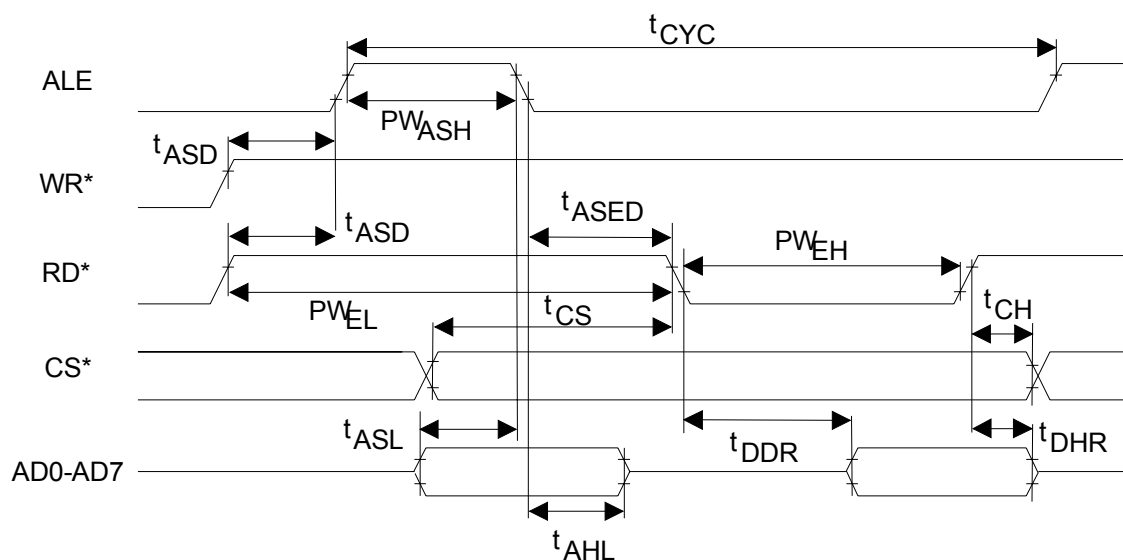 tCYC
ALE
PWASH
tASD
WR*
tASED
tASD
PWEH
RD*
PWEL
tCS
tCH
CS*
tASL
tDDR
tDHR
AD0-AD7
tAHL